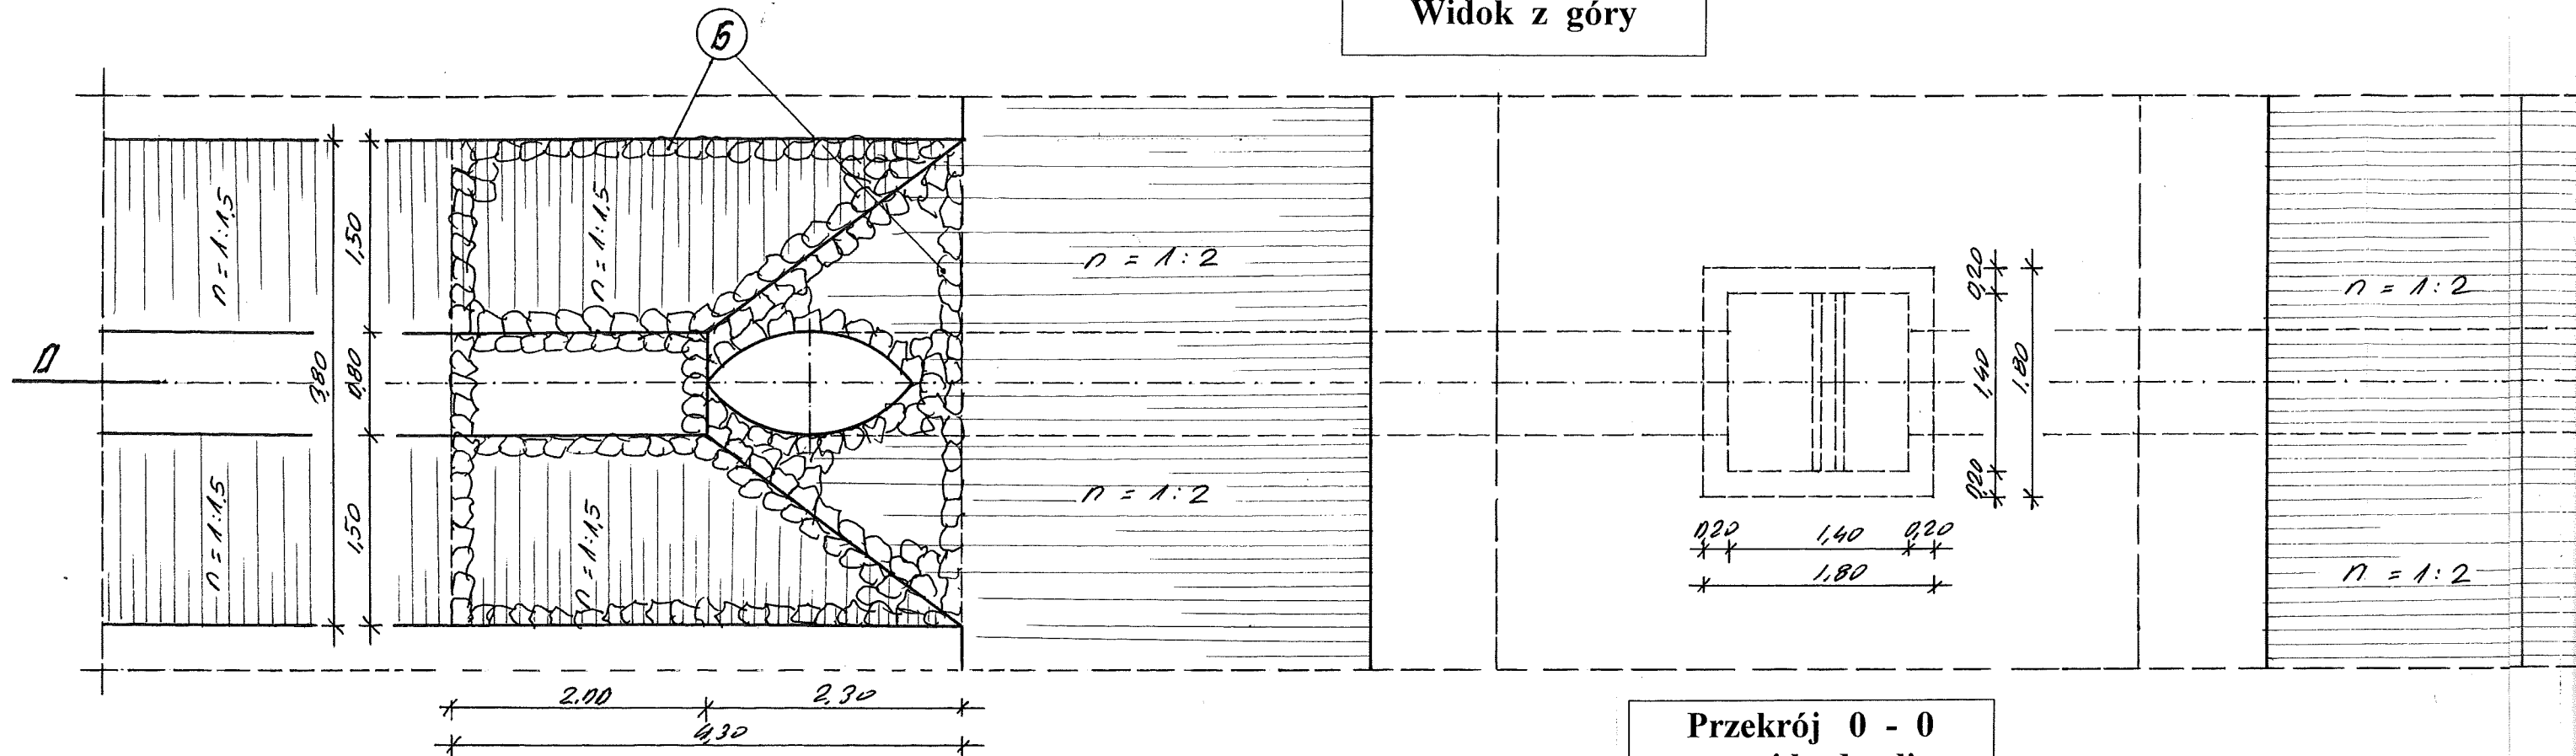 Widok z góry
n = 1:1.5
1,50
n = 1:1.5
n = 1:2
n = 1:2
0,20
1,40
1,80
0,20
3,80
0,80
n = 1:1.5
1,50
n = 1:1,5
n = 1:2
n = 1:2
0,20 1,40 0,20
1,80
2.00 2,30
4,30
Przekrój 0 - 0